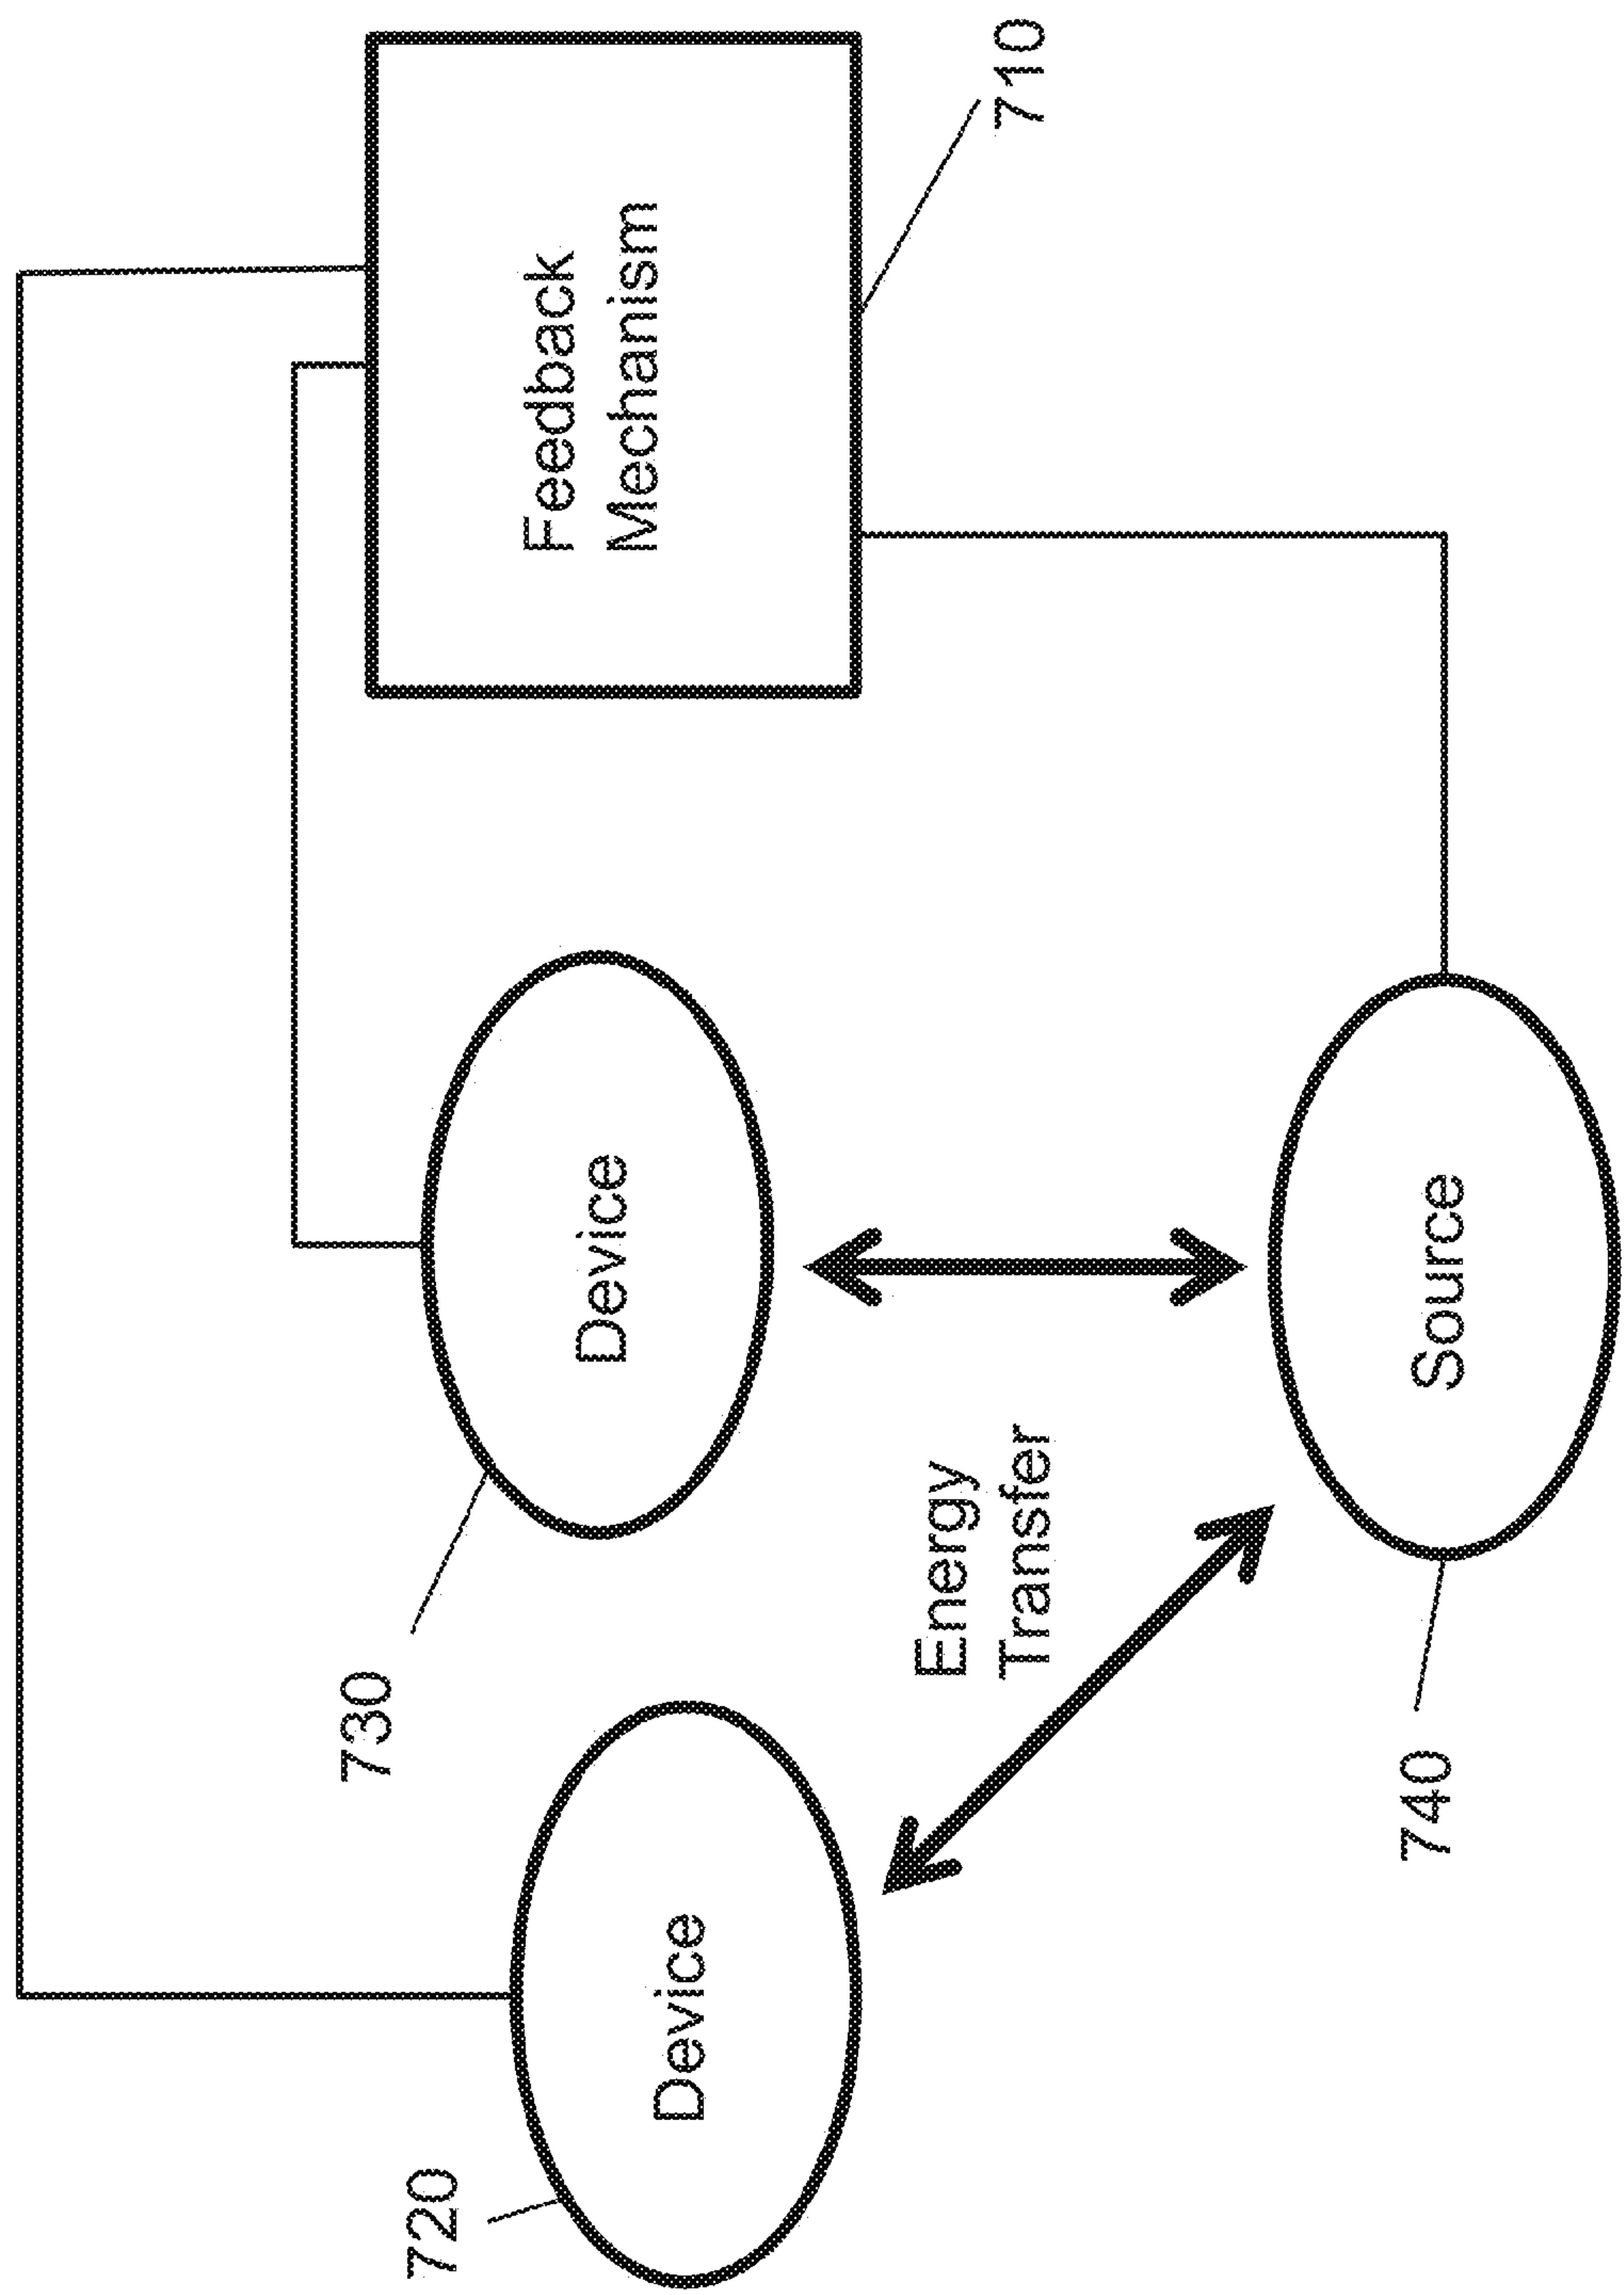 Feedback
Mechanism
710
Device
730
Device
720
Energy
Transfer
Source
740